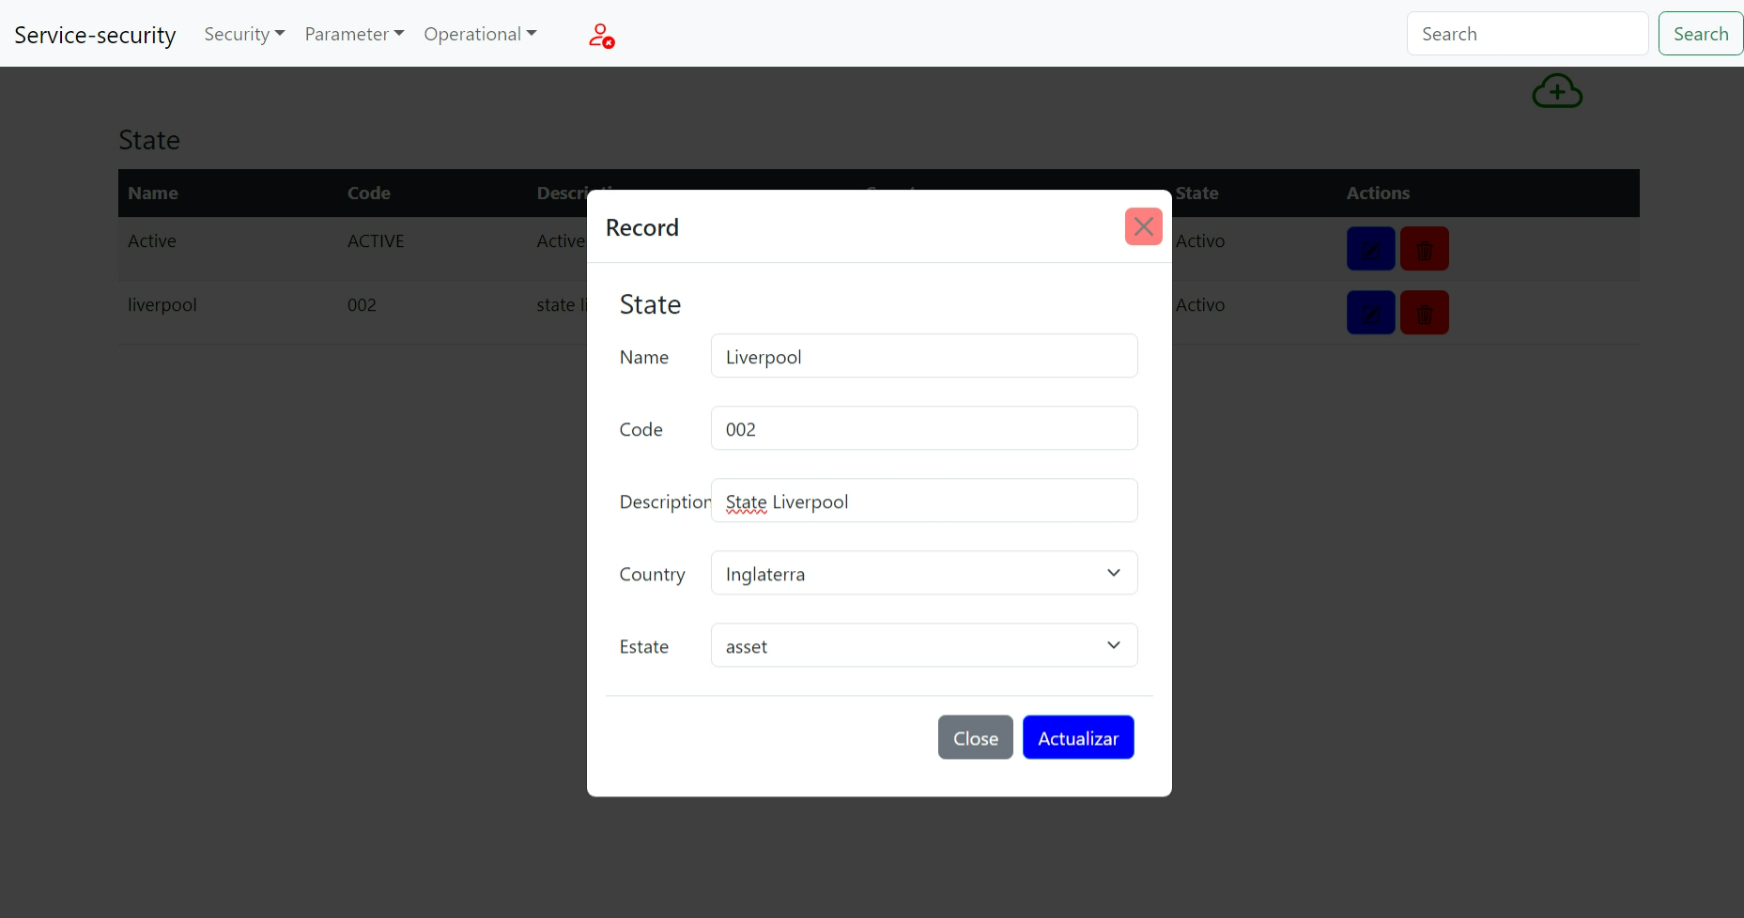 Service-security Security Parameter Operational Search Search
State
Name Code State Actions
Active ACTIVE Active Activo
liverpool 002 state Activo
Record
State
Name Liverpool
Code 002
Description State Liverpool
Country Inglaterra
Estate asset
Close Actualizar